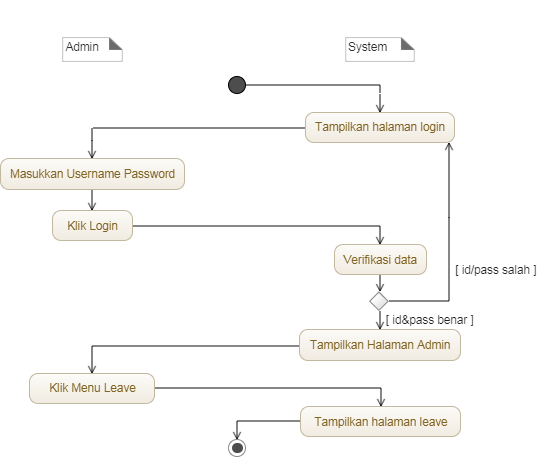 Admin
System
Tampilkan halaman login
Masukkan Username Password
Klik Login
Verifikasi data
[ id/pass salah ]
[ id&pass benar ]
Tampilkan Halaman Admin
Klik Menu Leave
Tampilkan halaman leave